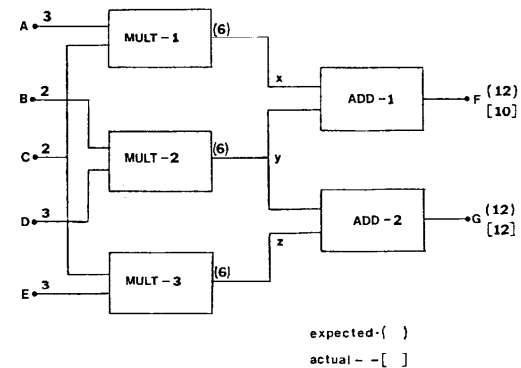 A 3
MULT-1
(6)
x
B 2
ADD-1
F (12)
[10]
C 2
MULT-2
(6)
y
D 3
ADD-2
G (12)
[12]
z
MULT-3
(6)
E 3
expected-( )
actual--[ ]